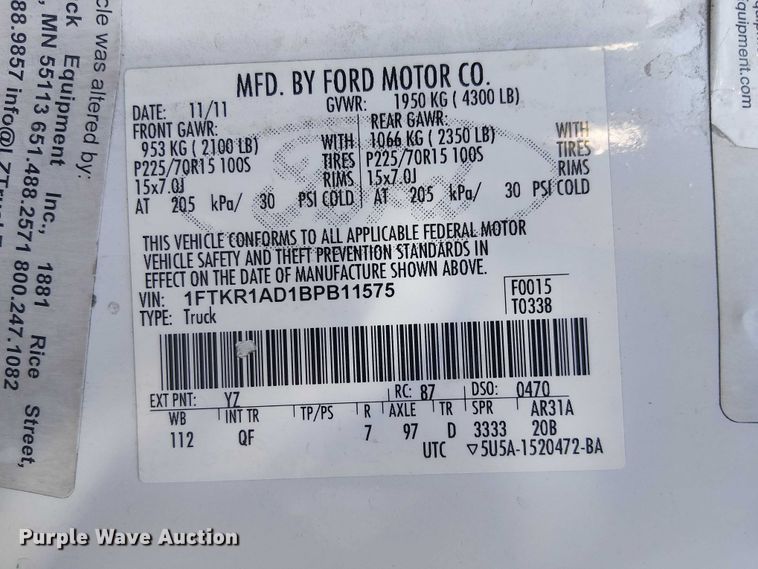 MFD. BY FORD MOTOR CO.
DATE: 11/11 GVWR: 1950 KG ( 4300 LB)
FRONT GAWR: REAR GAWR:
953 KG ( 2100 LB) WITH 1066 KG ( 2350 LB) WITH
P225/70R15 100S TIRES P225/70R15 100S TIRES
15x7.0J RIMS 15x7.0J RIMS
AT 205 kPa/ 30 PSI COLD AT 205 kPa/ 30 PSI COLD
THIS VEHICLE CONFORMS TO ALL APPLICABLE FEDERAL MOTOR
VEHICLE SAFETY AND THEFT PREVENTION STANDARDS IN
EFFECT ON THE DATE OF MANUFACTURE SHOWN ABOVE.
VIN: 1FTKR1AD1BPB11575 F0015
TYPE: Truck T033B
EXT PNT: YZ RC: 87 DSO: 0470
WB INT TR TP/PS R AXLE TR SPR AR31A
112 QF 7 97 D 3333 20B
UTC ▽5U5A-1520472-BA
cle was altered by:
ck Equipment Inc., 1881 Rice Street,
, MN 55113 651.488.2571 800.247.1082
88.9857
quipment.com
Purple Wave Auction